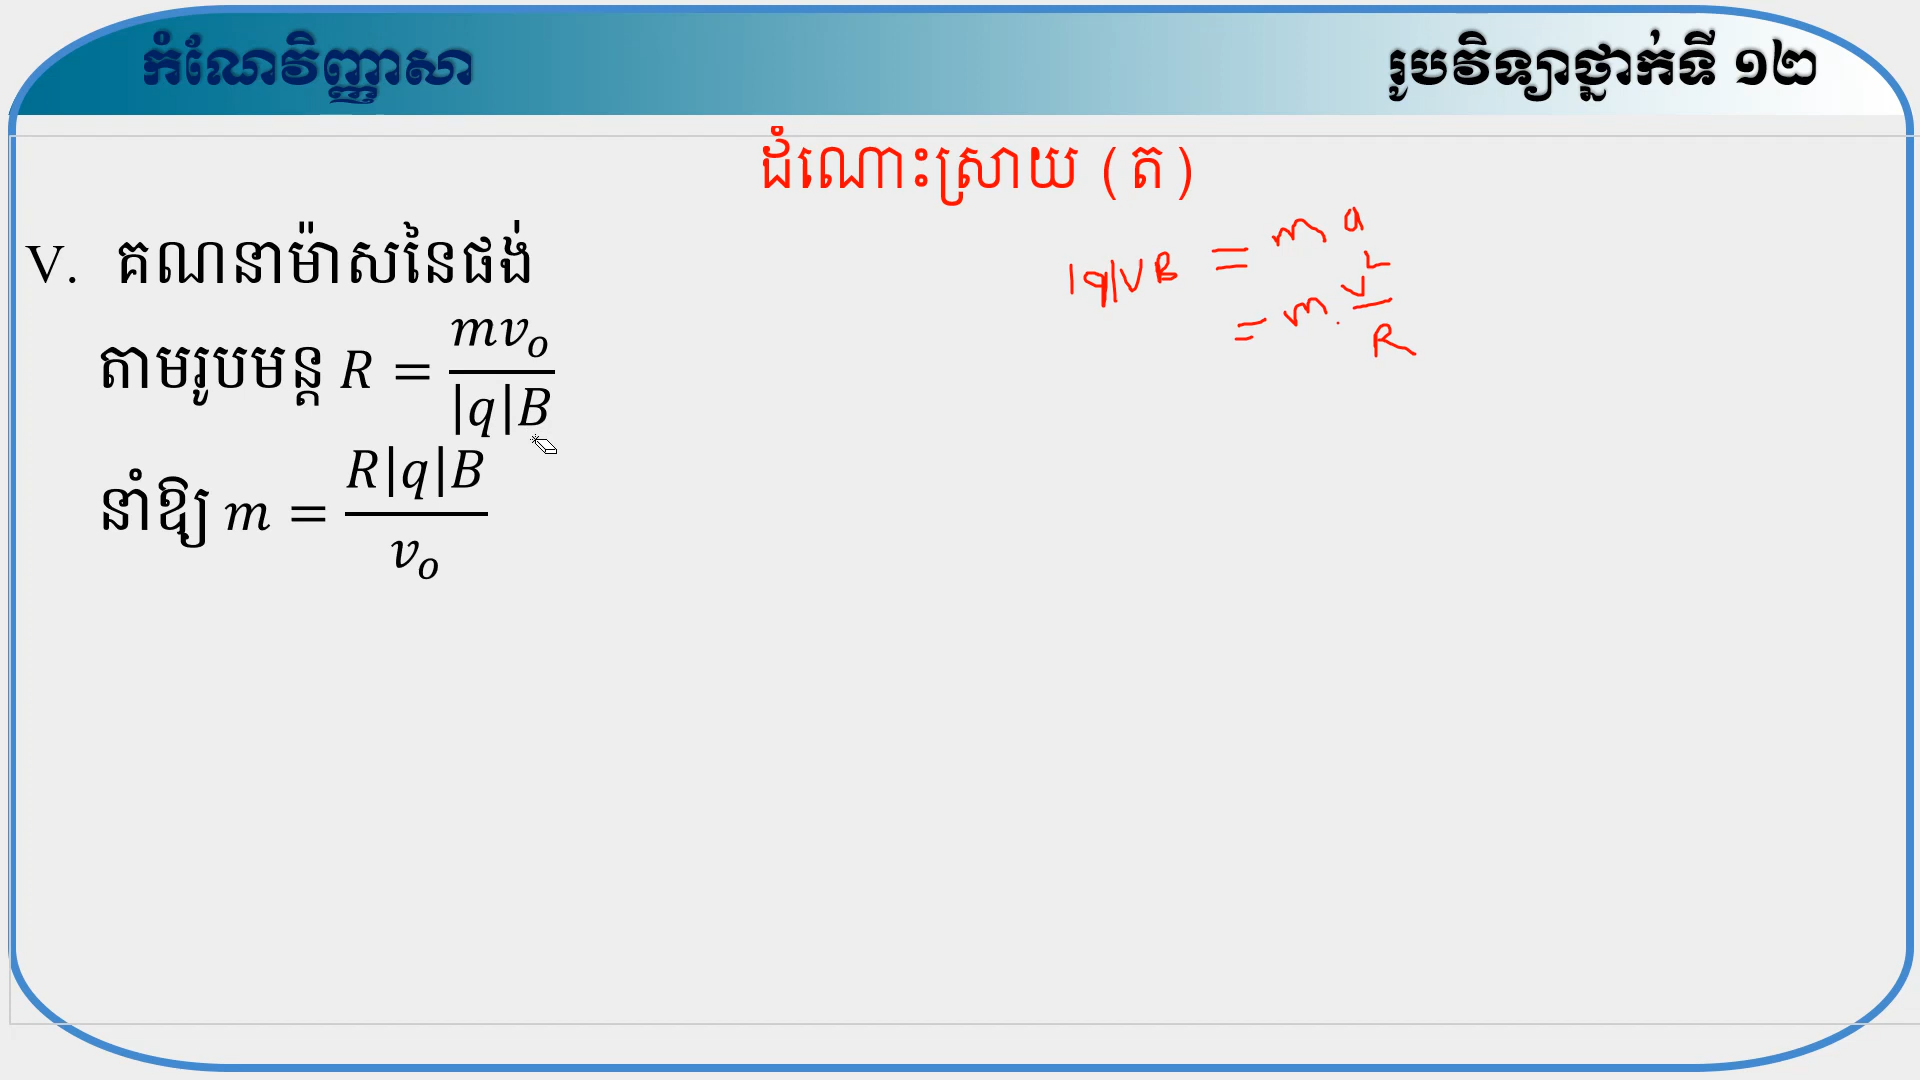 កំណែវិញ្ញាសា
រូបវិទ្យាថ្នាក់ទី ១២
ដំណោះស្រាយ (ត)
V. គណនាម៉ាសនៃផង់
តាមរូបមន្ត R = mv₀ / |q|B
នាំឱ្យ m = R|q|B / v₀
|q|VB = ma
= m. V² / R